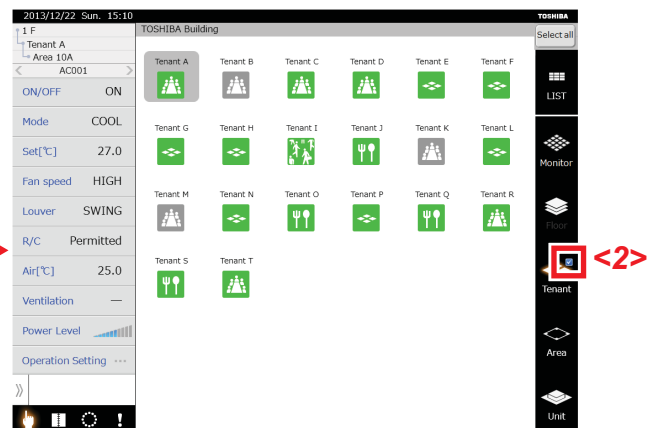 2013/12/22 Sun. 15:10
TOSHIBA
1 F
Tenant A
Area 10A
< AC001 >
ON/OFF ON
Mode COOL
Set[℃] 27.0
Fan speed HIGH
Louver SWING
R/C Permitted
Air[℃] 25.0
Ventilation —
Power Level
Operation Setting ...
»
!
TOSHIBA Building
Tenant A Tenant B Tenant C Tenant D Tenant E Tenant F
Tenant G Tenant H Tenant I Tenant J Tenant K Tenant L
Tenant M Tenant N Tenant O Tenant P Tenant Q Tenant R
Tenant S Tenant T
Select all
LIST
Monitor
Floor
Tenant
<2>
Area
Unit